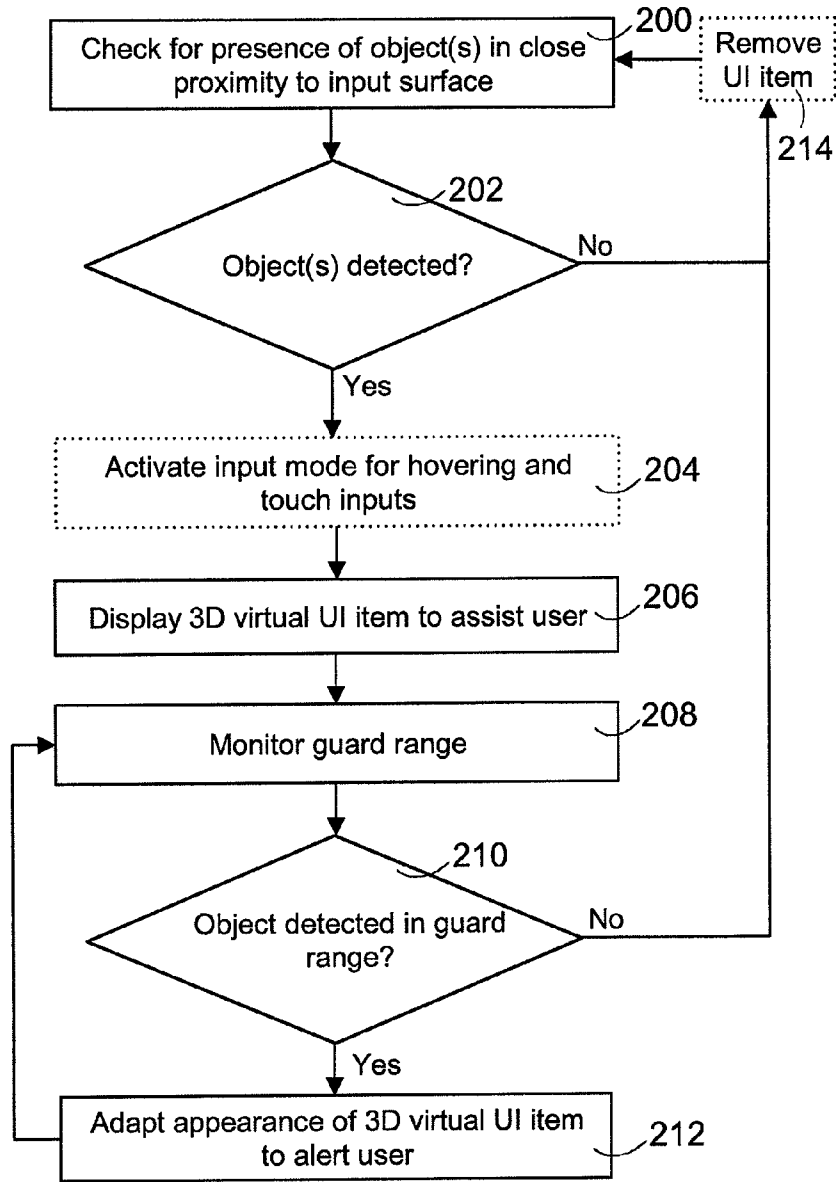 200
Check for presence of object(s) in close
proximity to input surface
Remove
UI item
214
202
Object(s) detected?
No
Yes
Activate input mode for hovering and
touch inputs
204
Display 3D virtual UI item to assist user
206
Monitor guard range
208
210
Object detected in guard
range?
No
Yes
Adapt appearance of 3D virtual UI item
to alert user
212